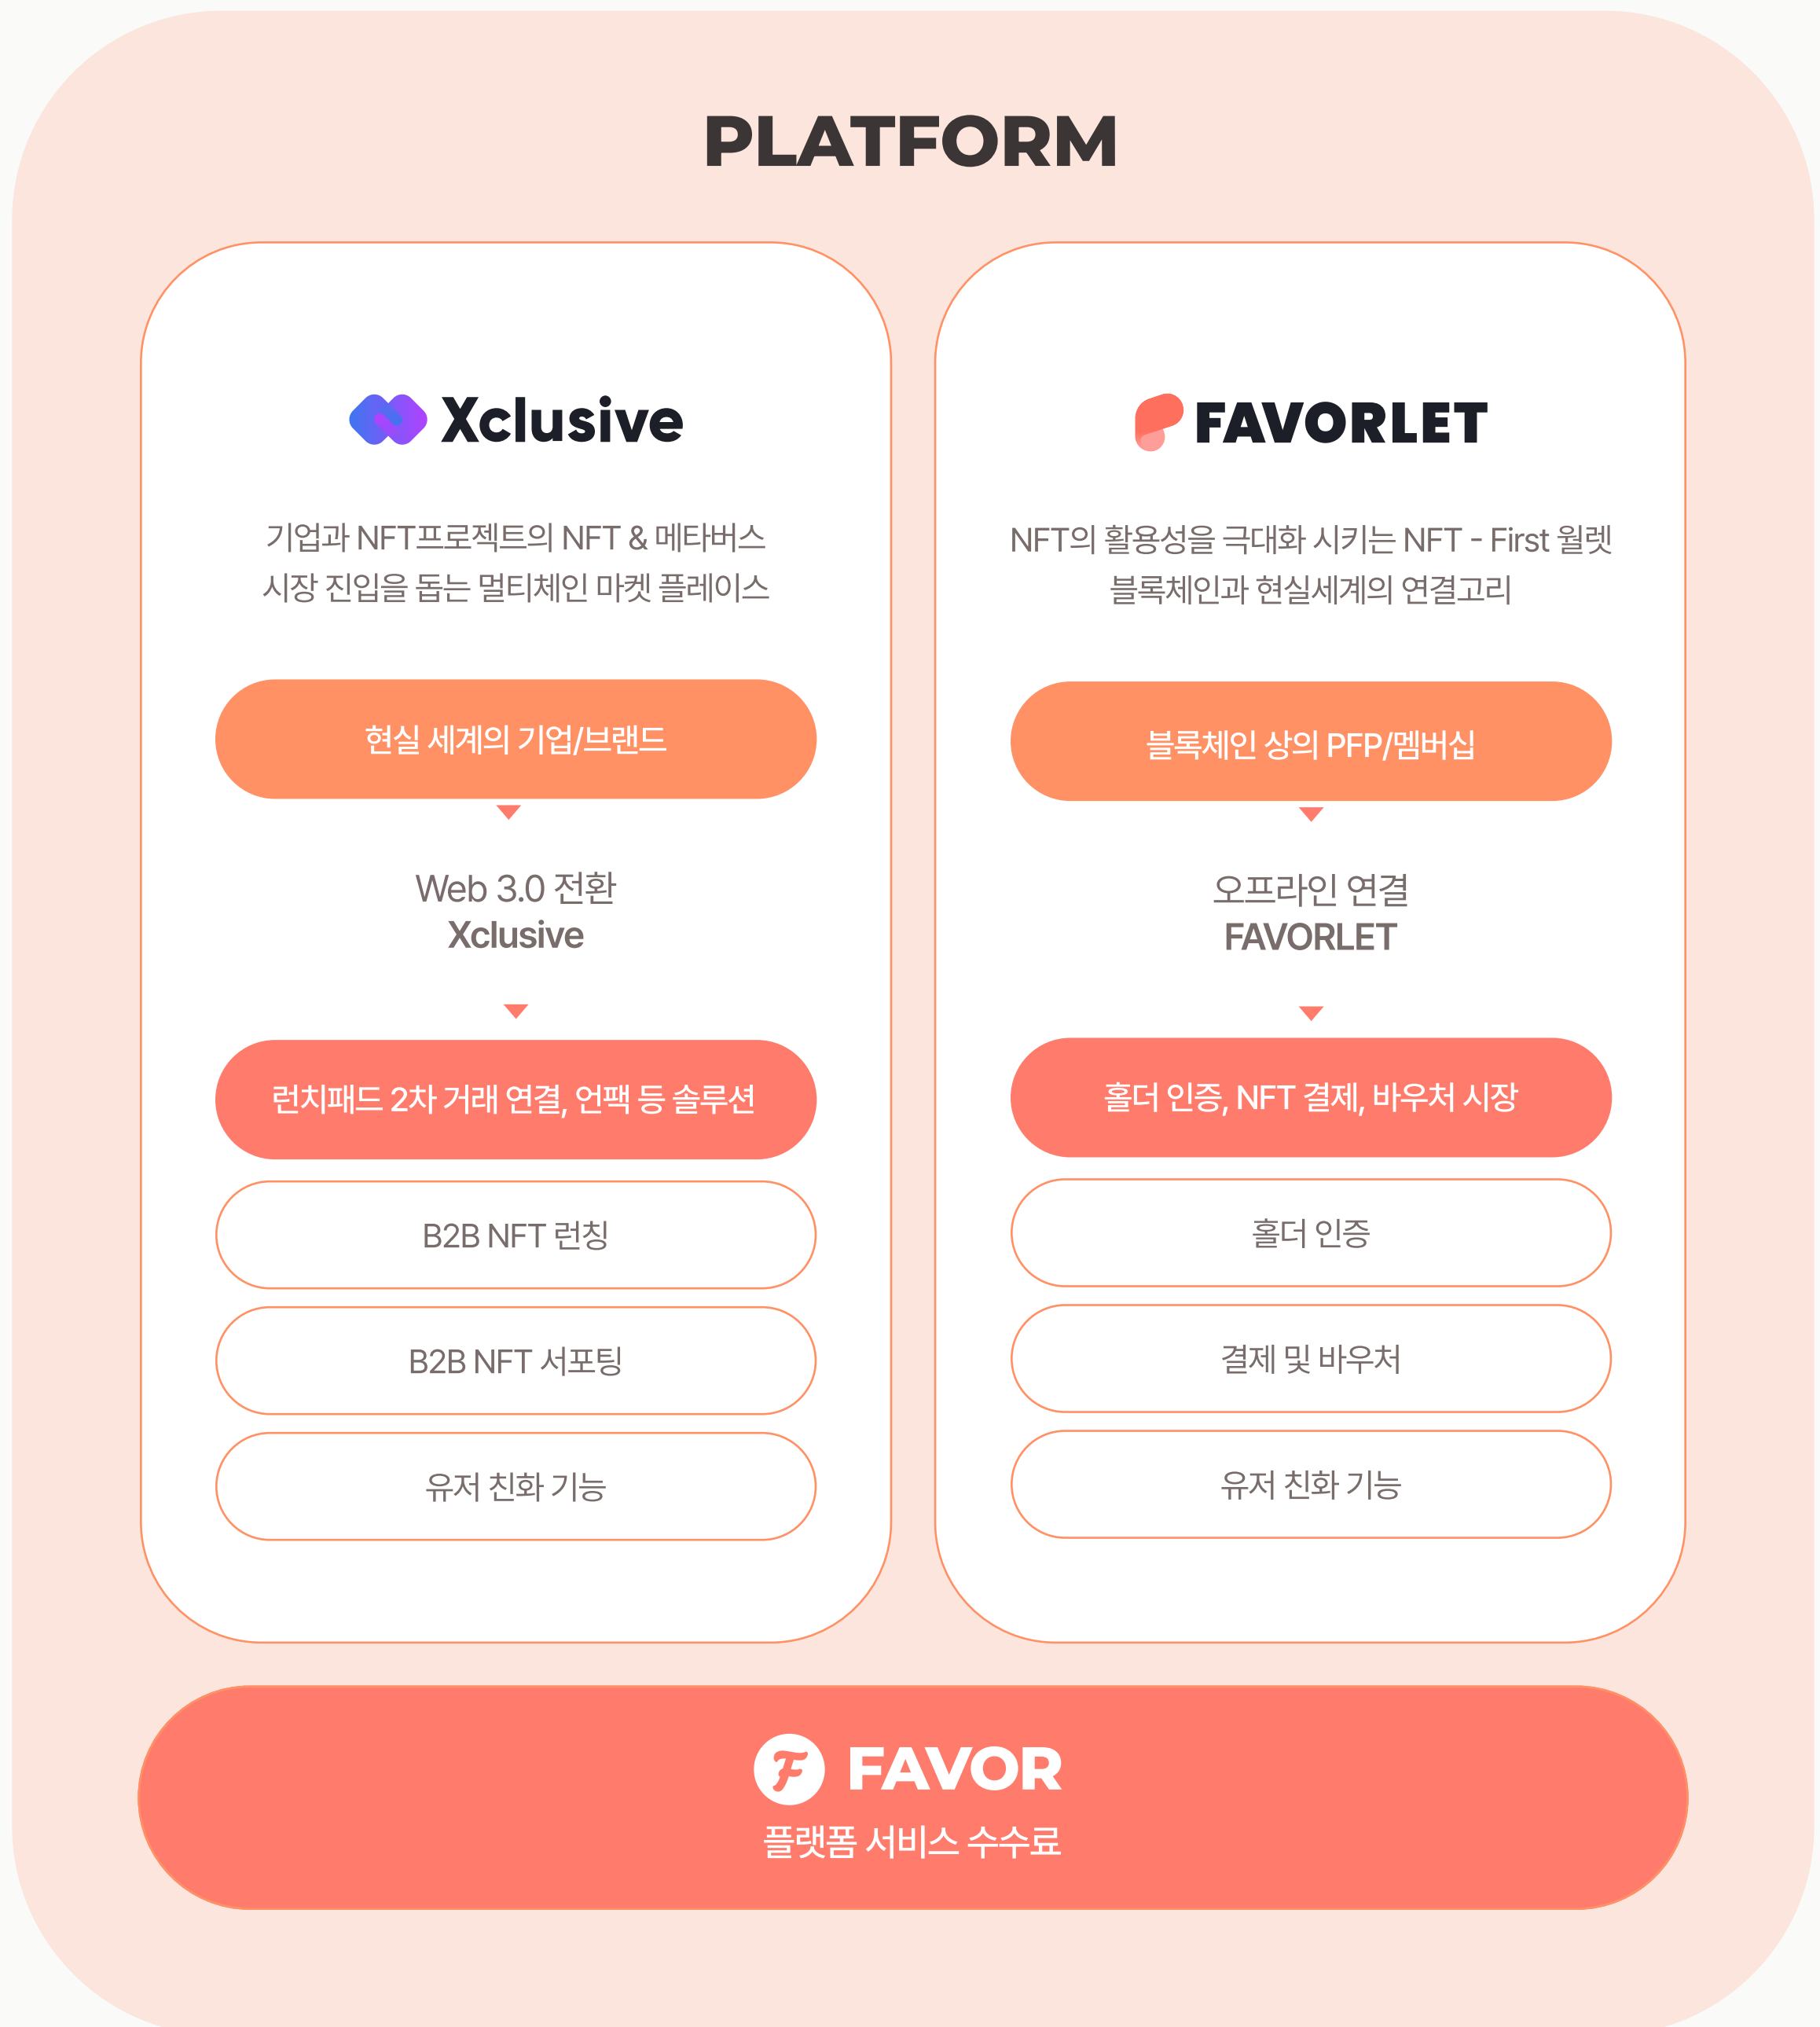 PLATFORM
Xclusive
기업과 NFT프로젝트의 NFT & 메타버스
시장 진입을 돕는 멀티체인 마켓 플레이스
현실 세계의 기업/브랜드
Web 3.0 전환
Xclusive
런치패드 2차 거래 연결, 언팩 등 솔루션
B2B NFT 런칭
B2B NFT 서포팅
유저 친화 기능
FAVORLET
NFT의 활용성을 극대화 시키는 NFT - First 월렛
블록체인과 현실세계의 연결고리
블록체인 상의 PFP/멤버십
오프라인 연결
FAVORLET
홀더 인증, NFT 결제, 바우처 시장
홀더 인증
결제 및 바우처
유저 친화 기능
FAVOR
플랫폼 서비스 수수료